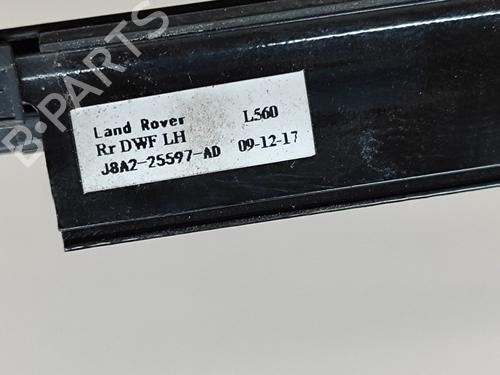 B-PARTS
Land Rover L560
Rr DWF LH
J8A2-25597-AD 09-12-17